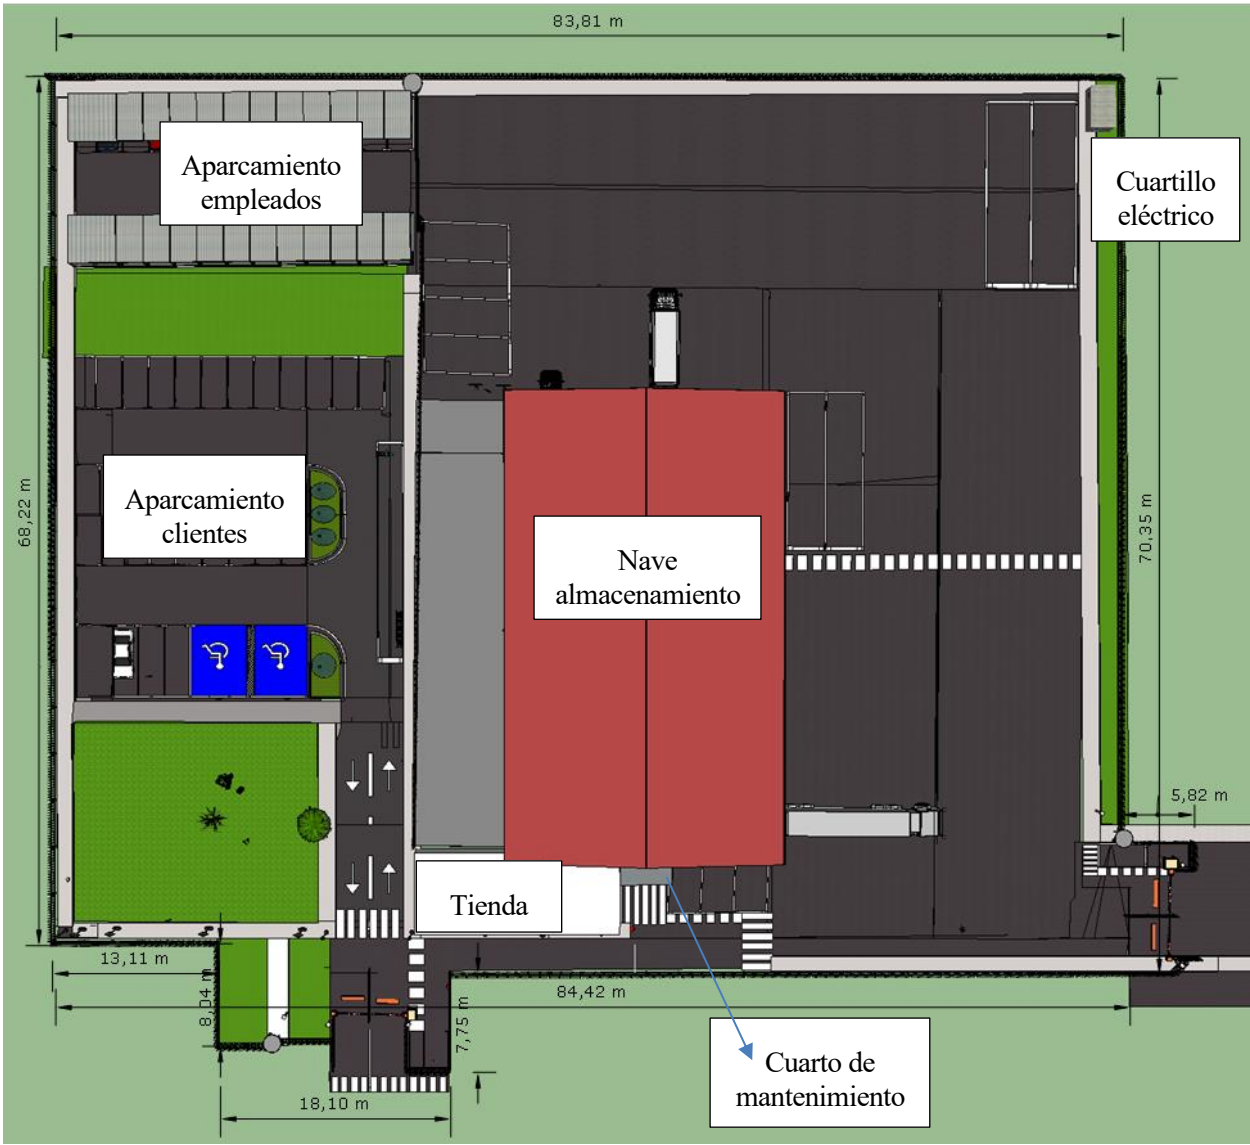 83,81 m
Aparcamiento
empleados
Cuartillo
eléctrico
68,22 m
Aparcamiento
clientes
Nave
almacenamiento
70,35 m
5,82 m
Tienda
13,11 m
8,04 m
84,42 m
7,75 m
Cuarto de
mantenimiento
18,10 m